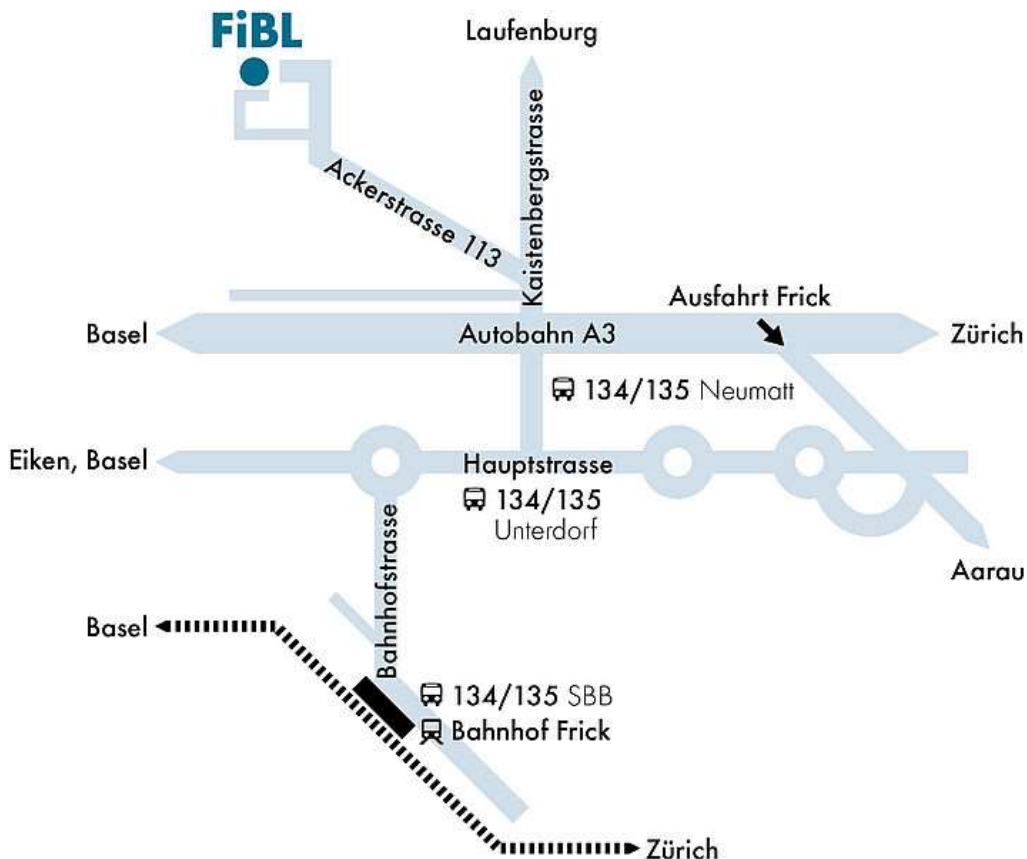 FiBL
Laufenburg
Ackerstrasse 113
Kaistenbergstrasse
Ausfahrt Frick
Basel
Autobahn A3
Zürich
134/135 Neumatt
Eiken, Basel
Hauptstrasse
134/135
Unterdorf
Bahnhofstrasse
Aarau
Basel
134/135 SBB
Bahnhof Frick
Zürich